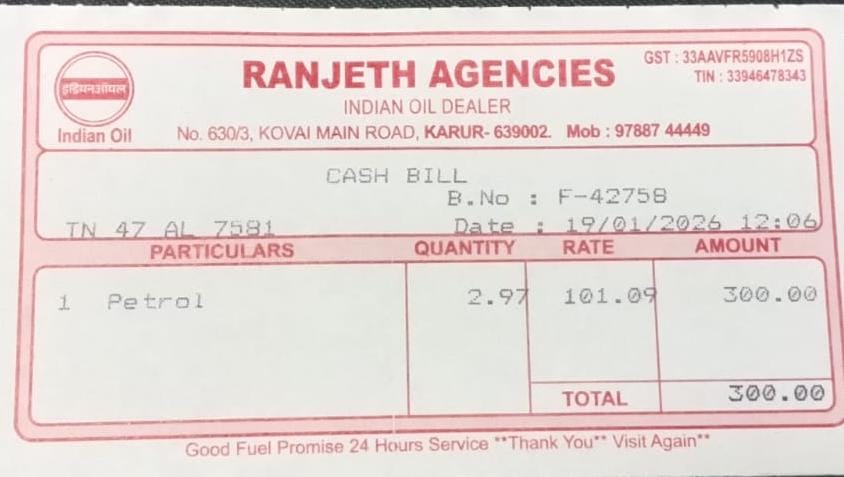 GST : 33AAVFR5908H1ZS
TIN : 33946478343
इंडियनऑयल
Indian Oil
RANJETH AGENCIES
INDIAN OIL DEALER
No. 630/3, KOVAI MAIN ROAD, KARUR- 639002. Mob : 97887 44449
CASH BILL
B.No : F-42758
TN 47 AL 7581 Date : 19/01/2026 12:06
PARTICULARS QUANTITY RATE AMOUNT
1 Petrol 2.97 101.09 300.00
TOTAL 300.00
Good Fuel Promise 24 Hours Service **Thank You** Visit Again**